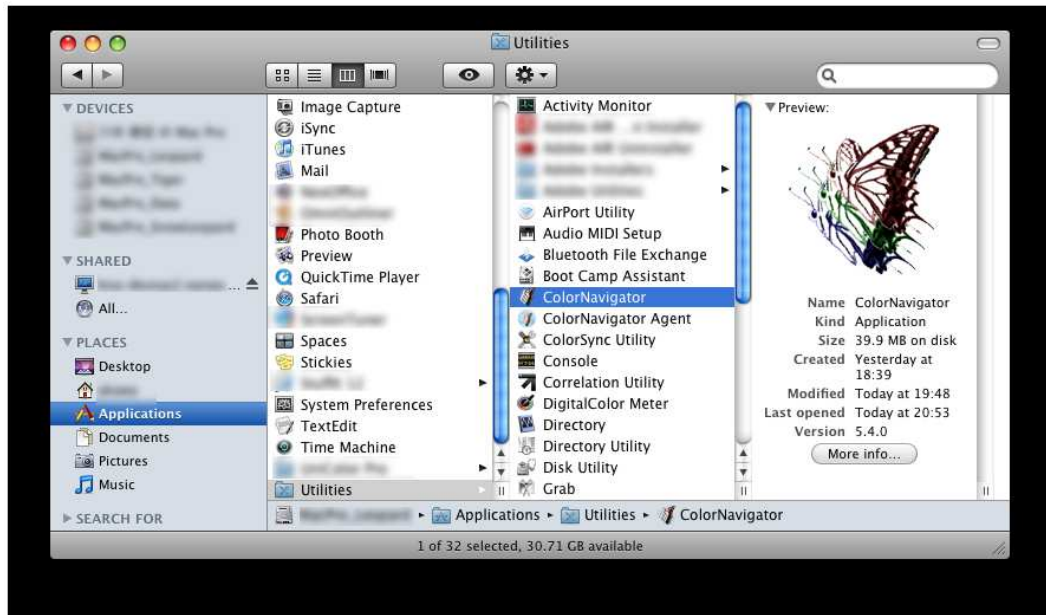 Utilities
DEVICES
SHARED
All...
PLACES
Desktop
Applications
Documents
Pictures
Music
SEARCH FOR
Image Capture
iSync
iTunes
Mail
Photo Booth
Preview
QuickTime Player
Safari
Spaces
Stickies
System Preferences
TextEdit
Time Machine
Utilities
Activity Monitor
AirPort Utility
Audio MIDI Setup
Bluetooth File Exchange
Boot Camp Assistant
ColorNavigator
ColorNavigator Agent
ColorSync Utility
Console
Correlation Utility
DigitalColor Meter
Directory
Directory Utility
Disk Utility
Grab
Preview:
Name ColorNavigator
Kind Application
Size 39.9 MB on disk
Created Yesterday at
18:39
Modified Today at 19:48
Last opened Today at 20:53
Version 5.4.0
More info...
Applications Utilities ColorNavigator
1 of 32 selected, 30.71 GB available